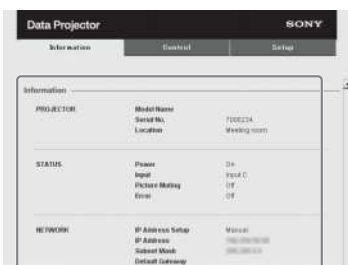 Data Projector
SONY
Information Control Setup
Information
PROJECTOR Model Name
Serial No. 7000234
Location Meeting room
STATUS Power On
Input Input C
Picture Muting Off
Error Off
NETWORK IP Address Setup Manual
IP Address
Subnet Mask
Default Gateway